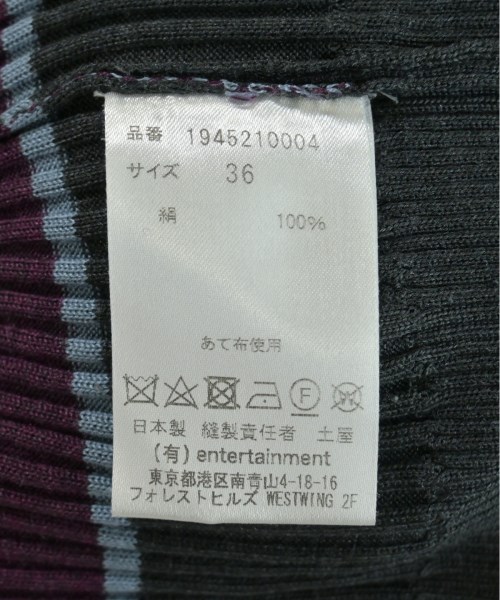 品番 1945210004
サイズ 36
絹 100%
あて布使用
F W
日本製 縫製責任者 土屋
(有) entertainment
東京都港区南青山4-18-16
フォレストヒルズ WESTWING 2F